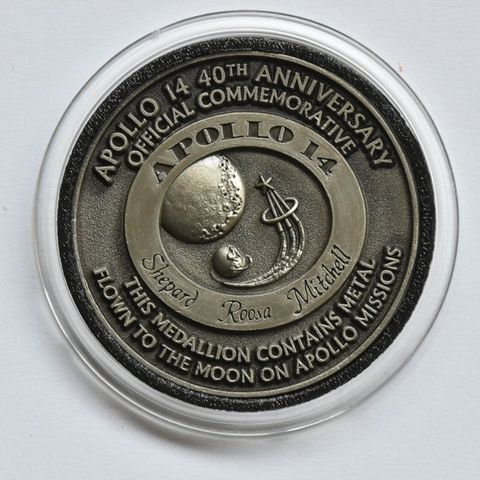 APOLLO 14 40TH ANNIVERSARY
OFFICIAL COMMEMORATIVE
APOLLO 14
Shepard Roosa Mitchell
THIS MEDALLION CONTAINS METAL
FLOWN TO THE MOON ON APOLLO MISSIONS